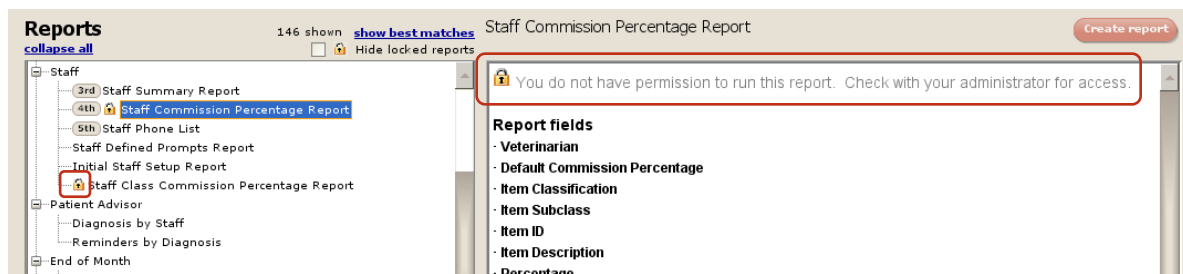 Reports
146 shown show best matches
collapse all
Hide locked reports
Staff
3rd Staff Summary Report
4th Staff Commission Percentage Report
5th Staff Phone List
Staff Defined Prompts Report
Initial Staff Setup Report
Staff Class Commission Percentage Report
Patient Advisor
Diagnosis by Staff
Reminders by Diagnosis
End of Month
Staff Commission Percentage Report
Create report
You do not have permission to run this report. Check with your administrator for access.
Report fields
· Veterinarian
· Default Commission Percentage
· Item Classification
· Item Subclass
· Item ID
· Item Description
· Percentage